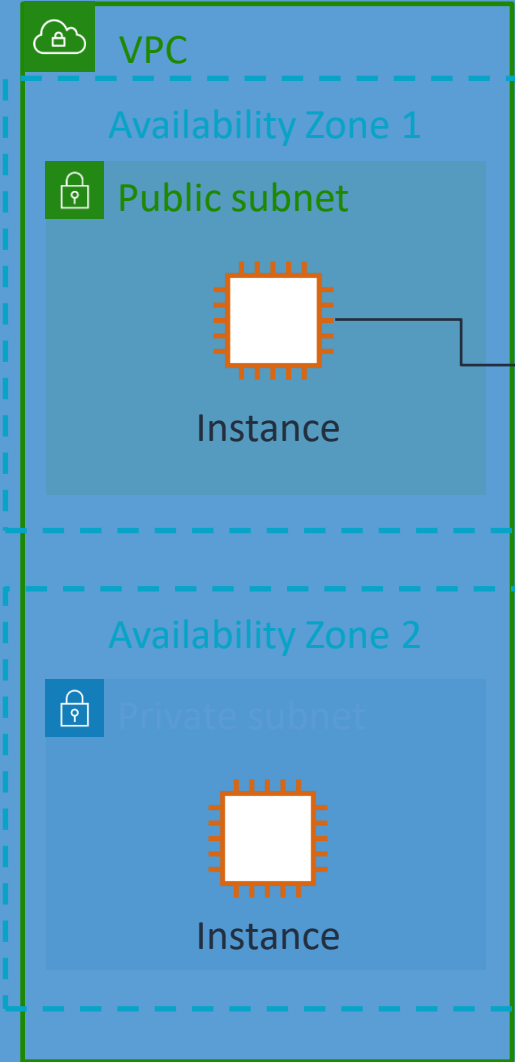 VPC
Availability Zone 1
Public subnet
Instance
Availability Zone 2
Private subnet
Instance